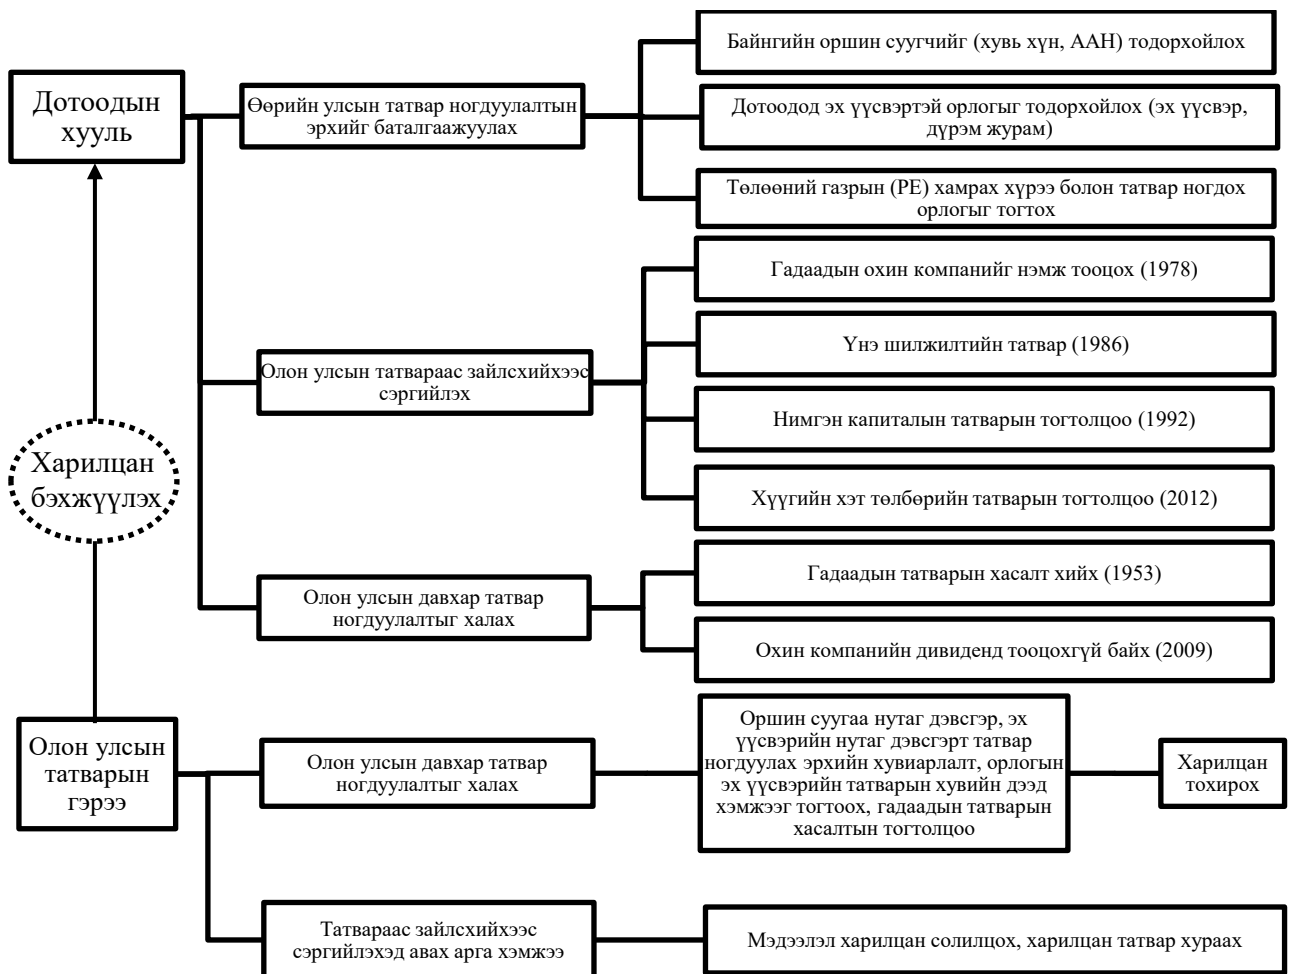 Дотоодын
хууль
Өөрийн улсын татвар ногдуулалтын
эрхийг баталгаажуулах
Байнгийн оршин суугчийг (хувь хүн, ААН) тодорхойлох
Дотоодод эх үүсвэртэй орлогыг тодорхойлох (эх үүсвэр,
дүрэм журам)
Төлөөний газрын (PE) хамрах хүрээ болон татвар ногдох
орлогыг тогтох
Олон улсын татвараас зайлсхийхээс
сэргийлэх
Гадаадын охин компанийг нэмж тооцох (1978)
Үнэ шилжилтийн татвар (1986)
Нимгэн капиталын татварын тогтолцоо (1992)
Хүүгийн хэт төлбөрийн татварын тогтолцоо (2012)
Олон улсын давхар татвар
ногдуулалтыг халах
Гадаадын татварын хасалт хийх (1953)
Охин компанийн дивиденд тооцохгүй байх (2009)
Харилцан
бэхжүүлэх
Олон улсын
татварын
гэрээ
Олон улсын давхар татвар
ногдуулалтыг халах
Оршин суугаа нутаг дэвсгэр, эх
үүсвэрийн нутаг дэвсгэрт татвар
ногдуулах эрхийн хувиарлалт, орлогын
эх үүсвэрийн татварын хувийн дээд
хэмжээг тогтоох, гадаадын татварын
хасалтын тогтолцоо
Харилцан
тохирох
Татвараас зайлсхийхээс
сэргийлэхэд авах арга хэмжээ
Мэдээлэл харилцан солилцох, харилцан татвар хураах